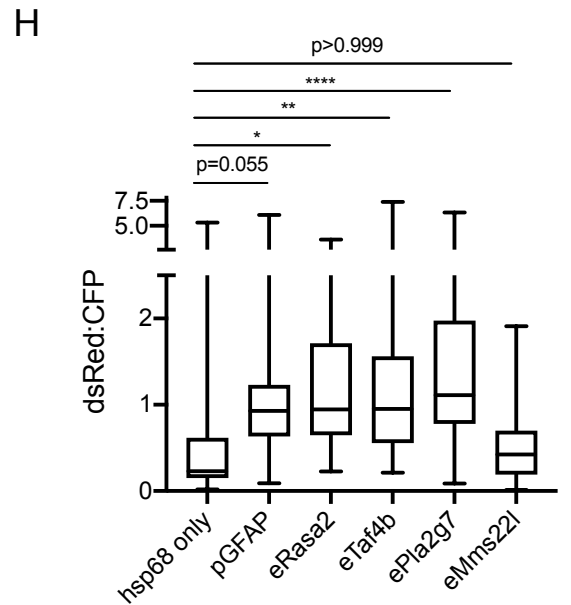 H
p>0.999
****
**
*
p=0.055
7.5
5.0
2
1
0
dsRed:CFP
hsp68 only
pGFAP
eRasa2
eTaf4b
ePla2g7
eMms22l